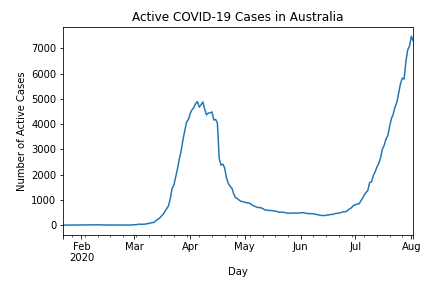 Active COVID-19 Cases in Australia
Number of Active Cases
7000
6000
5000
4000
3000
2000
1000
0
Feb Mar Apr May Jun Jul Aug
2020
Day